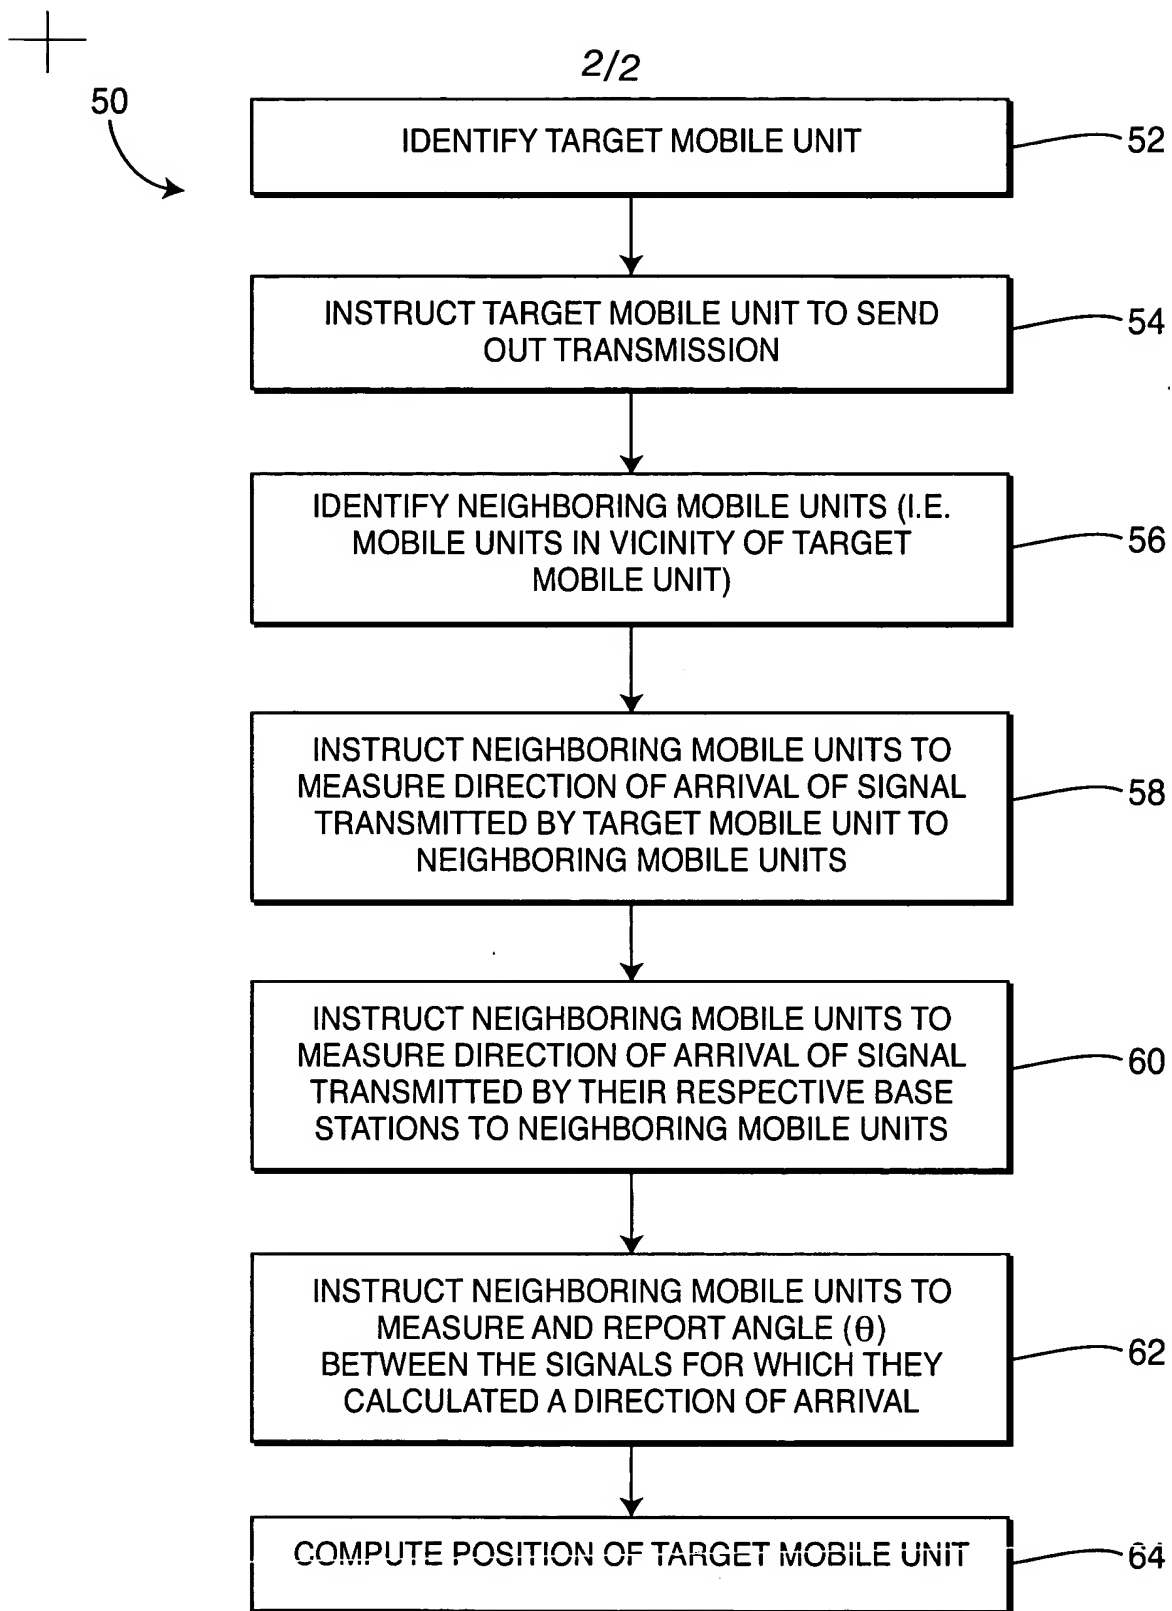 2/2
50
IDENTIFY TARGET MOBILE UNIT
52
INSTRUCT TARGET MOBILE UNIT TO SEND
OUT TRANSMISSION
54
IDENTIFY NEIGHBORING MOBILE UNITS (I.E.
MOBILE UNITS IN VICINITY OF TARGET
MOBILE UNIT)
56
INSTRUCT NEIGHBORING MOBILE UNITS TO
MEASURE DIRECTION OF ARRIVAL OF SIGNAL
TRANSMITTED BY TARGET MOBILE UNIT TO
NEIGHBORING MOBILE UNITS
58
INSTRUCT NEIGHBORING MOBILE UNITS TO
MEASURE DIRECTION OF ARRIVAL OF SIGNAL
TRANSMITTED BY THEIR RESPECTIVE BASE
STATIONS TO NEIGHBORING MOBILE UNITS
60
INSTRUCT NEIGHBORING MOBILE UNITS TO
MEASURE AND REPORT ANGLE (θ)
BETWEEN THE SIGNALS FOR WHICH THEY
CALCULATED A DIRECTION OF ARRIVAL
62
COMPUTE POSITION OF TARGET MOBILE UNIT
64